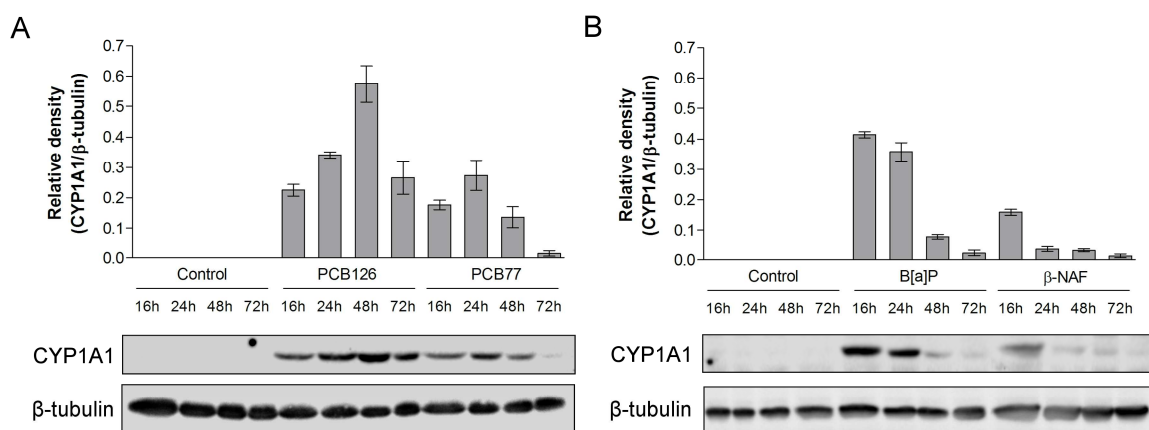 A
Relative density
(CYP1A1/β-tubulin)
0.7
0.6
0.5
0.4
0.3
0.2
0.1
0.0
Control PCB126 PCB77
16h 24h 48h 72h 16h 24h 48h 72h 16h 24h 48h 72h
CYP1A1
β-tubulin
B
Relative density
(CYP1A1/β-tubulin)
0.7
0.6
0.5
0.4
0.3
0.2
0.1
0.0
Control B[a]P β-NAF
16h 24h 48h 72h 16h 24h 48h 72h 16h 24h 48h 72h
CYP1A1
β-tubulin